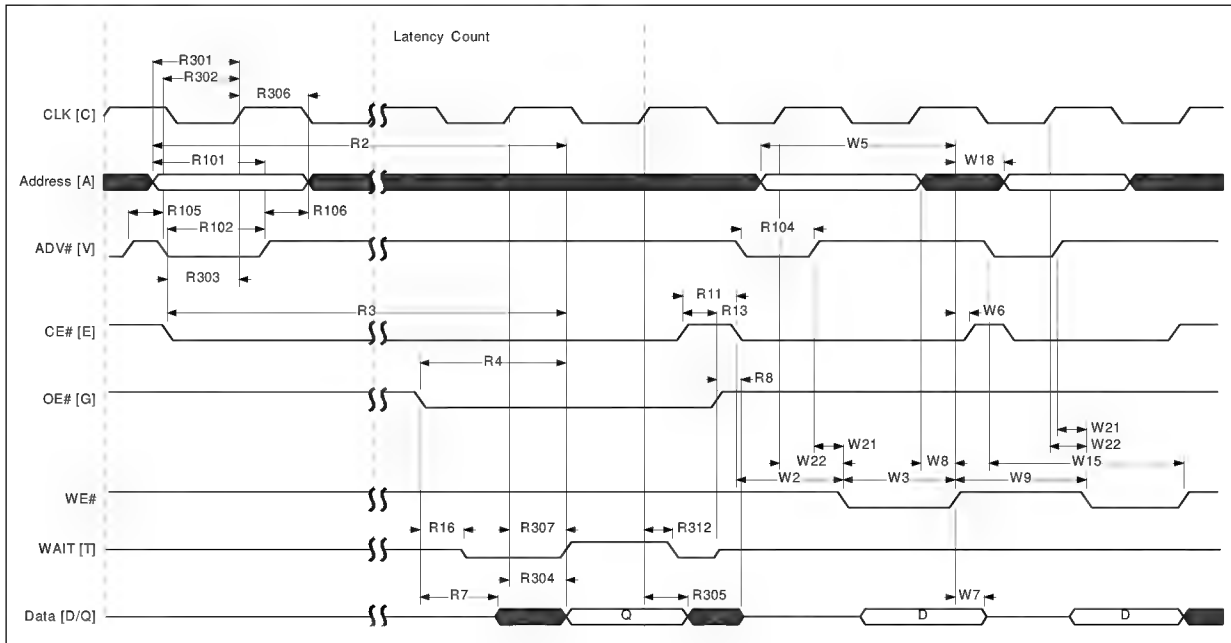 Latency Count
R301
R302
R306
CLK [C]
R2
W5
R101
W18
Address [A]
R105
R106
R102
R104
ADV# [V]
R303
R11
R3
R13
W6
CE# [E]
R4
R8
OE# [G]
W21
W21
W22
W22
W8
W15
W2
W3
W9
WE#
R16
R307
R312
WAIT [T]
R304
R7
R305
W7
Data [D/Q]
Q
D
D